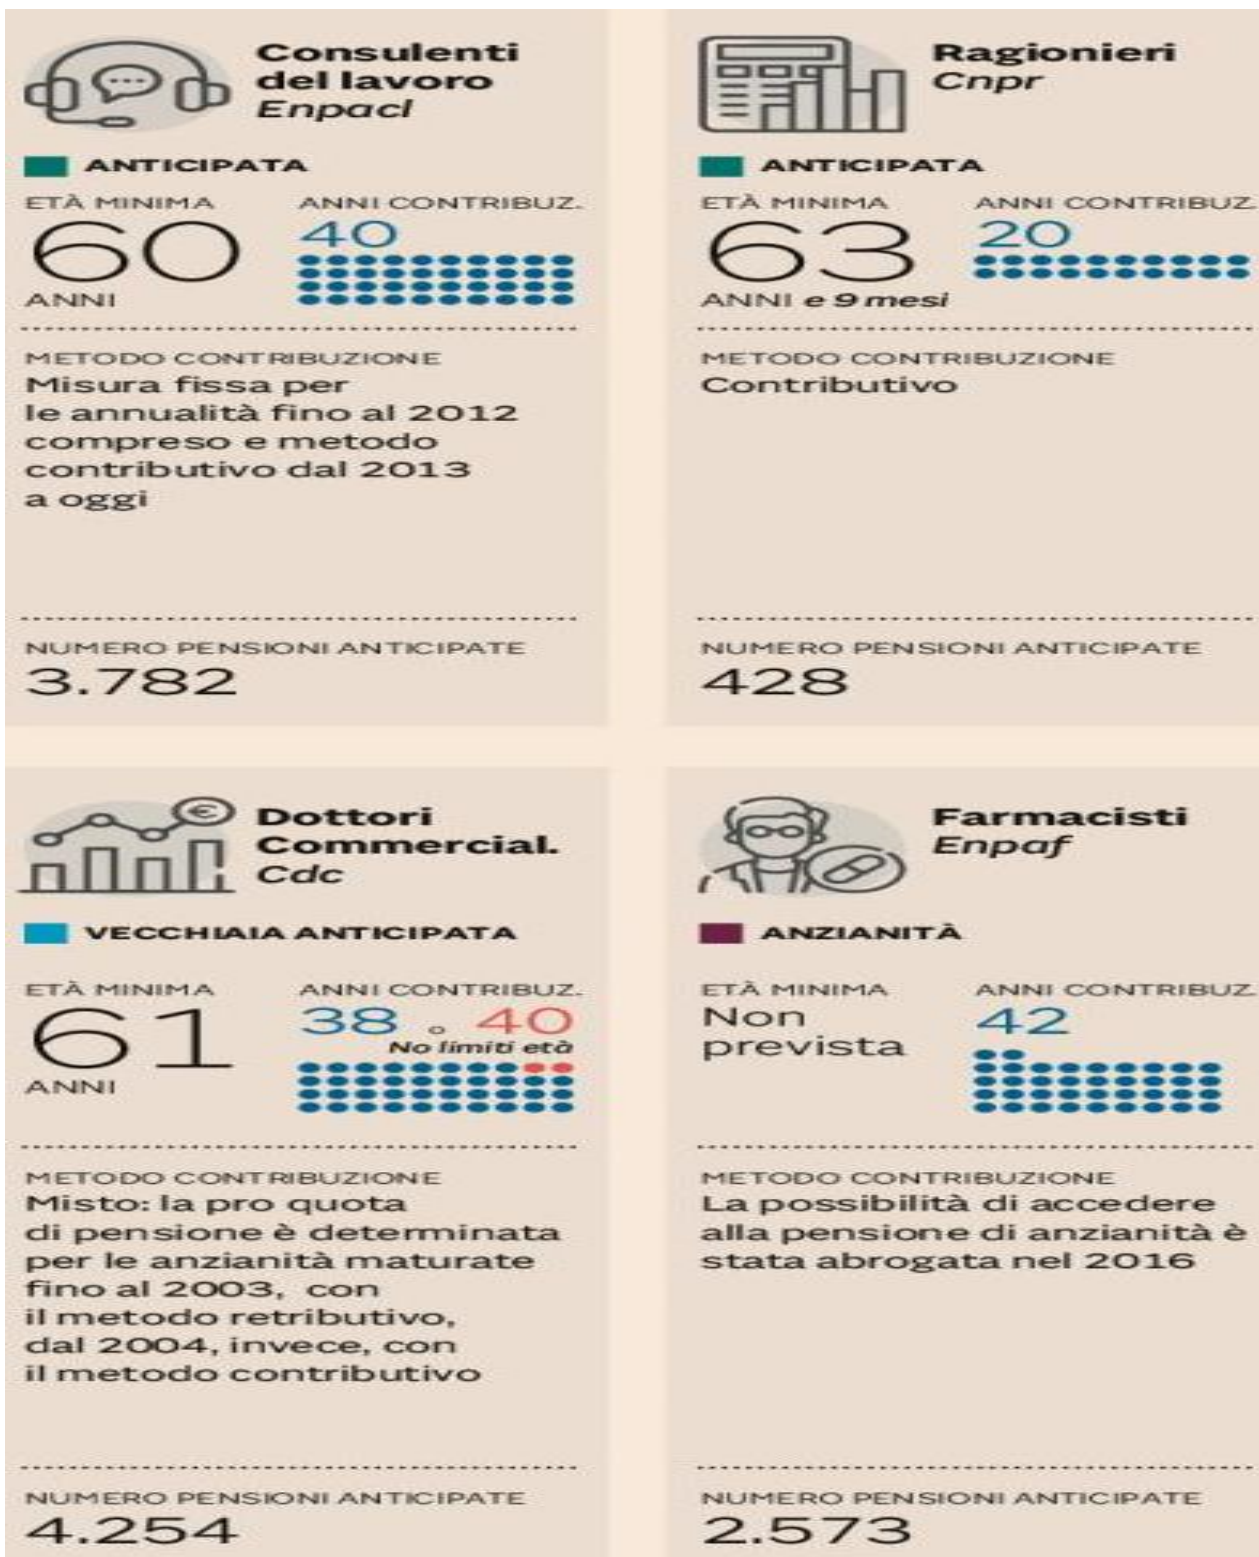 Consulenti
del lavoro
Enpacl
ANTICIPATA
ETÀ MINIMA
60
ANNI
ANNI CONTRIBUZ.
40
METODO CONTRIBUZIONE
Misura fissa per
le annualità fino al 2012
compreso e metodo
contributivo dal 2013
a oggi
NUMERO PENSIONI ANTICIPATE
3.782
Ragionieri
Cnpr
ANTICIPATA
ETÀ MINIMA
63
ANNI e 9 mesi
ANNI CONTRIBUZ.
20
METODO CONTRIBUZIONE
Contributivo
NUMERO PENSIONI ANTICIPATE
428
Dottori
Commercial.
Cdc
VECCHIAIA ANTICIPATA
ETÀ MINIMA
61
ANNI
ANNI CONTRIBUZ.
38 o 40
No limiti età
METODO CONTRIBUZIONE
Misto: la pro quota
di pensione è determinata
per le anzianità maturate
fino al 2003, con
il metodo retributivo,
dal 2004, invece, con
il metodo contributivo
NUMERO PENSIONI ANTICIPATE
4.254
Farmacisti
Enpaf
ANZIANITÀ
ETÀ MINIMA
Non
prevista
ANNI CONTRIBUZ
42
METODO CONTRIBUZIONE
La possibilità di accedere
alla pensione di anzianità è
stata abrogata nel 2016
NUMERO PENSIONI ANTICIPATE
2.573